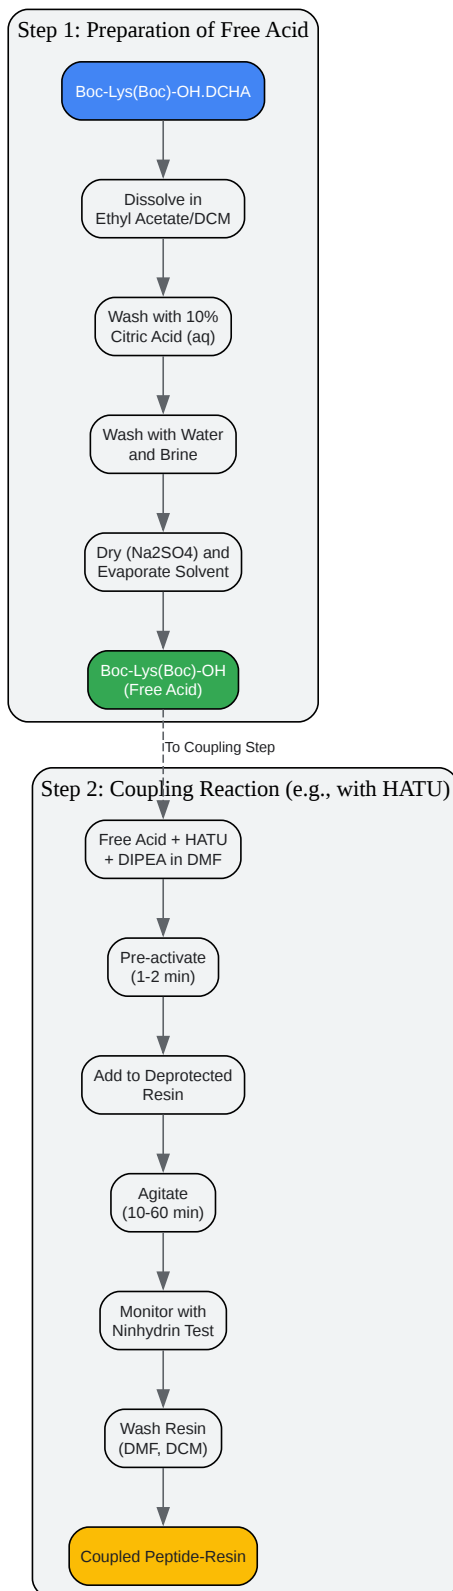 Step 1: Preparation of Free Acid
Boc-Lys(Boc)-OH.DCHA
Dissolve in
Ethyl Acetate/DCM
Wash with 10%
Citric Acid (aq)
Wash with Water
and Brine
Dry (Na2SO4) and
Evaporate Solvent
Boc-Lys(Boc)-OH
(Free Acid)
To Coupling Step
Step 2: Coupling Reaction (e.g., with HATU)
Free Acid + HATU
+ DIPEA in DMF
Pre-activate
(1-2 min)
Add to Deprotected
Resin
Agitate
(10-60 min)
Monitor with
Ninhydrin Test
Wash Resin
(DMF, DCM)
Coupled Peptide-Resin